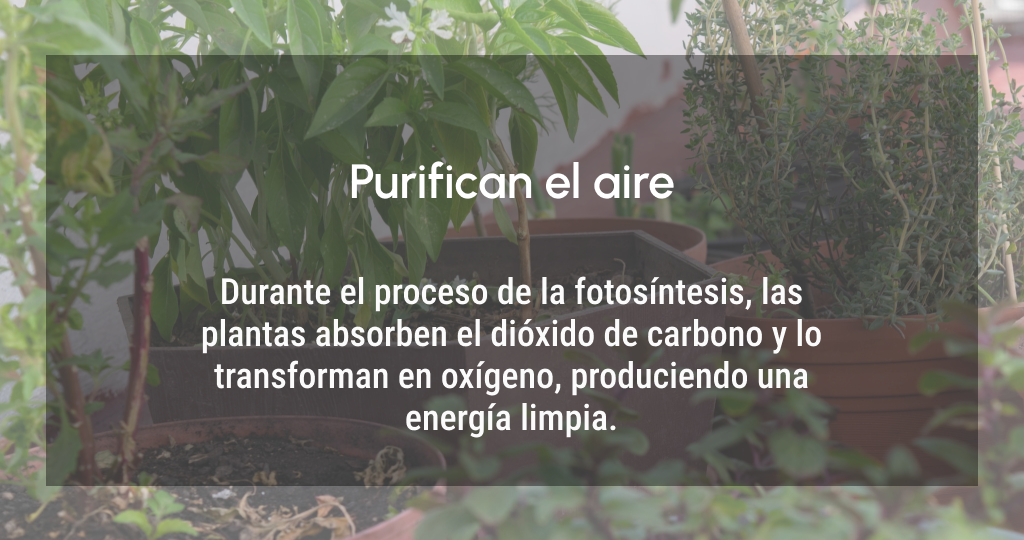 Purifican el aire
Durante el proceso de la fotosíntesis, las
plantas absorben el dióxido de carbono y lo
transforman en oxígeno, produciendo una
energía limpia.